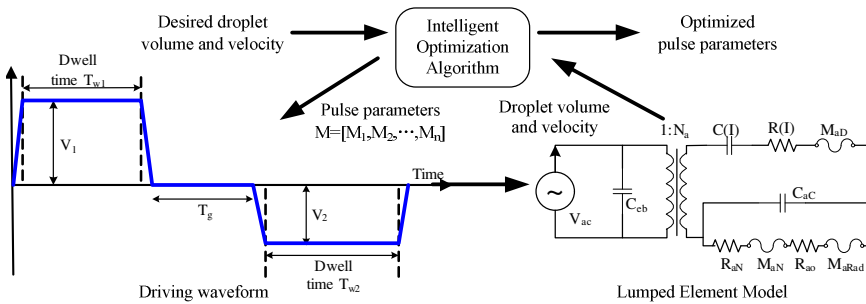 Desired droplet
volume and velocity
Intelligent
Optimization
Algorithm
Optimized
pulse parameters
Dwell
time Tw1
Pulse parameters
M=[M1,M2,···,Mn]
Droplet volume
and velocity
V1
Time
Tg
V2
Dwell
time Tw2
Driving waveform
1:Na
C(I)
R(I)
MaD
~
Vac
Ceb
CaC
RaN
MaN
Rao
MaRad
Lumped Element Model